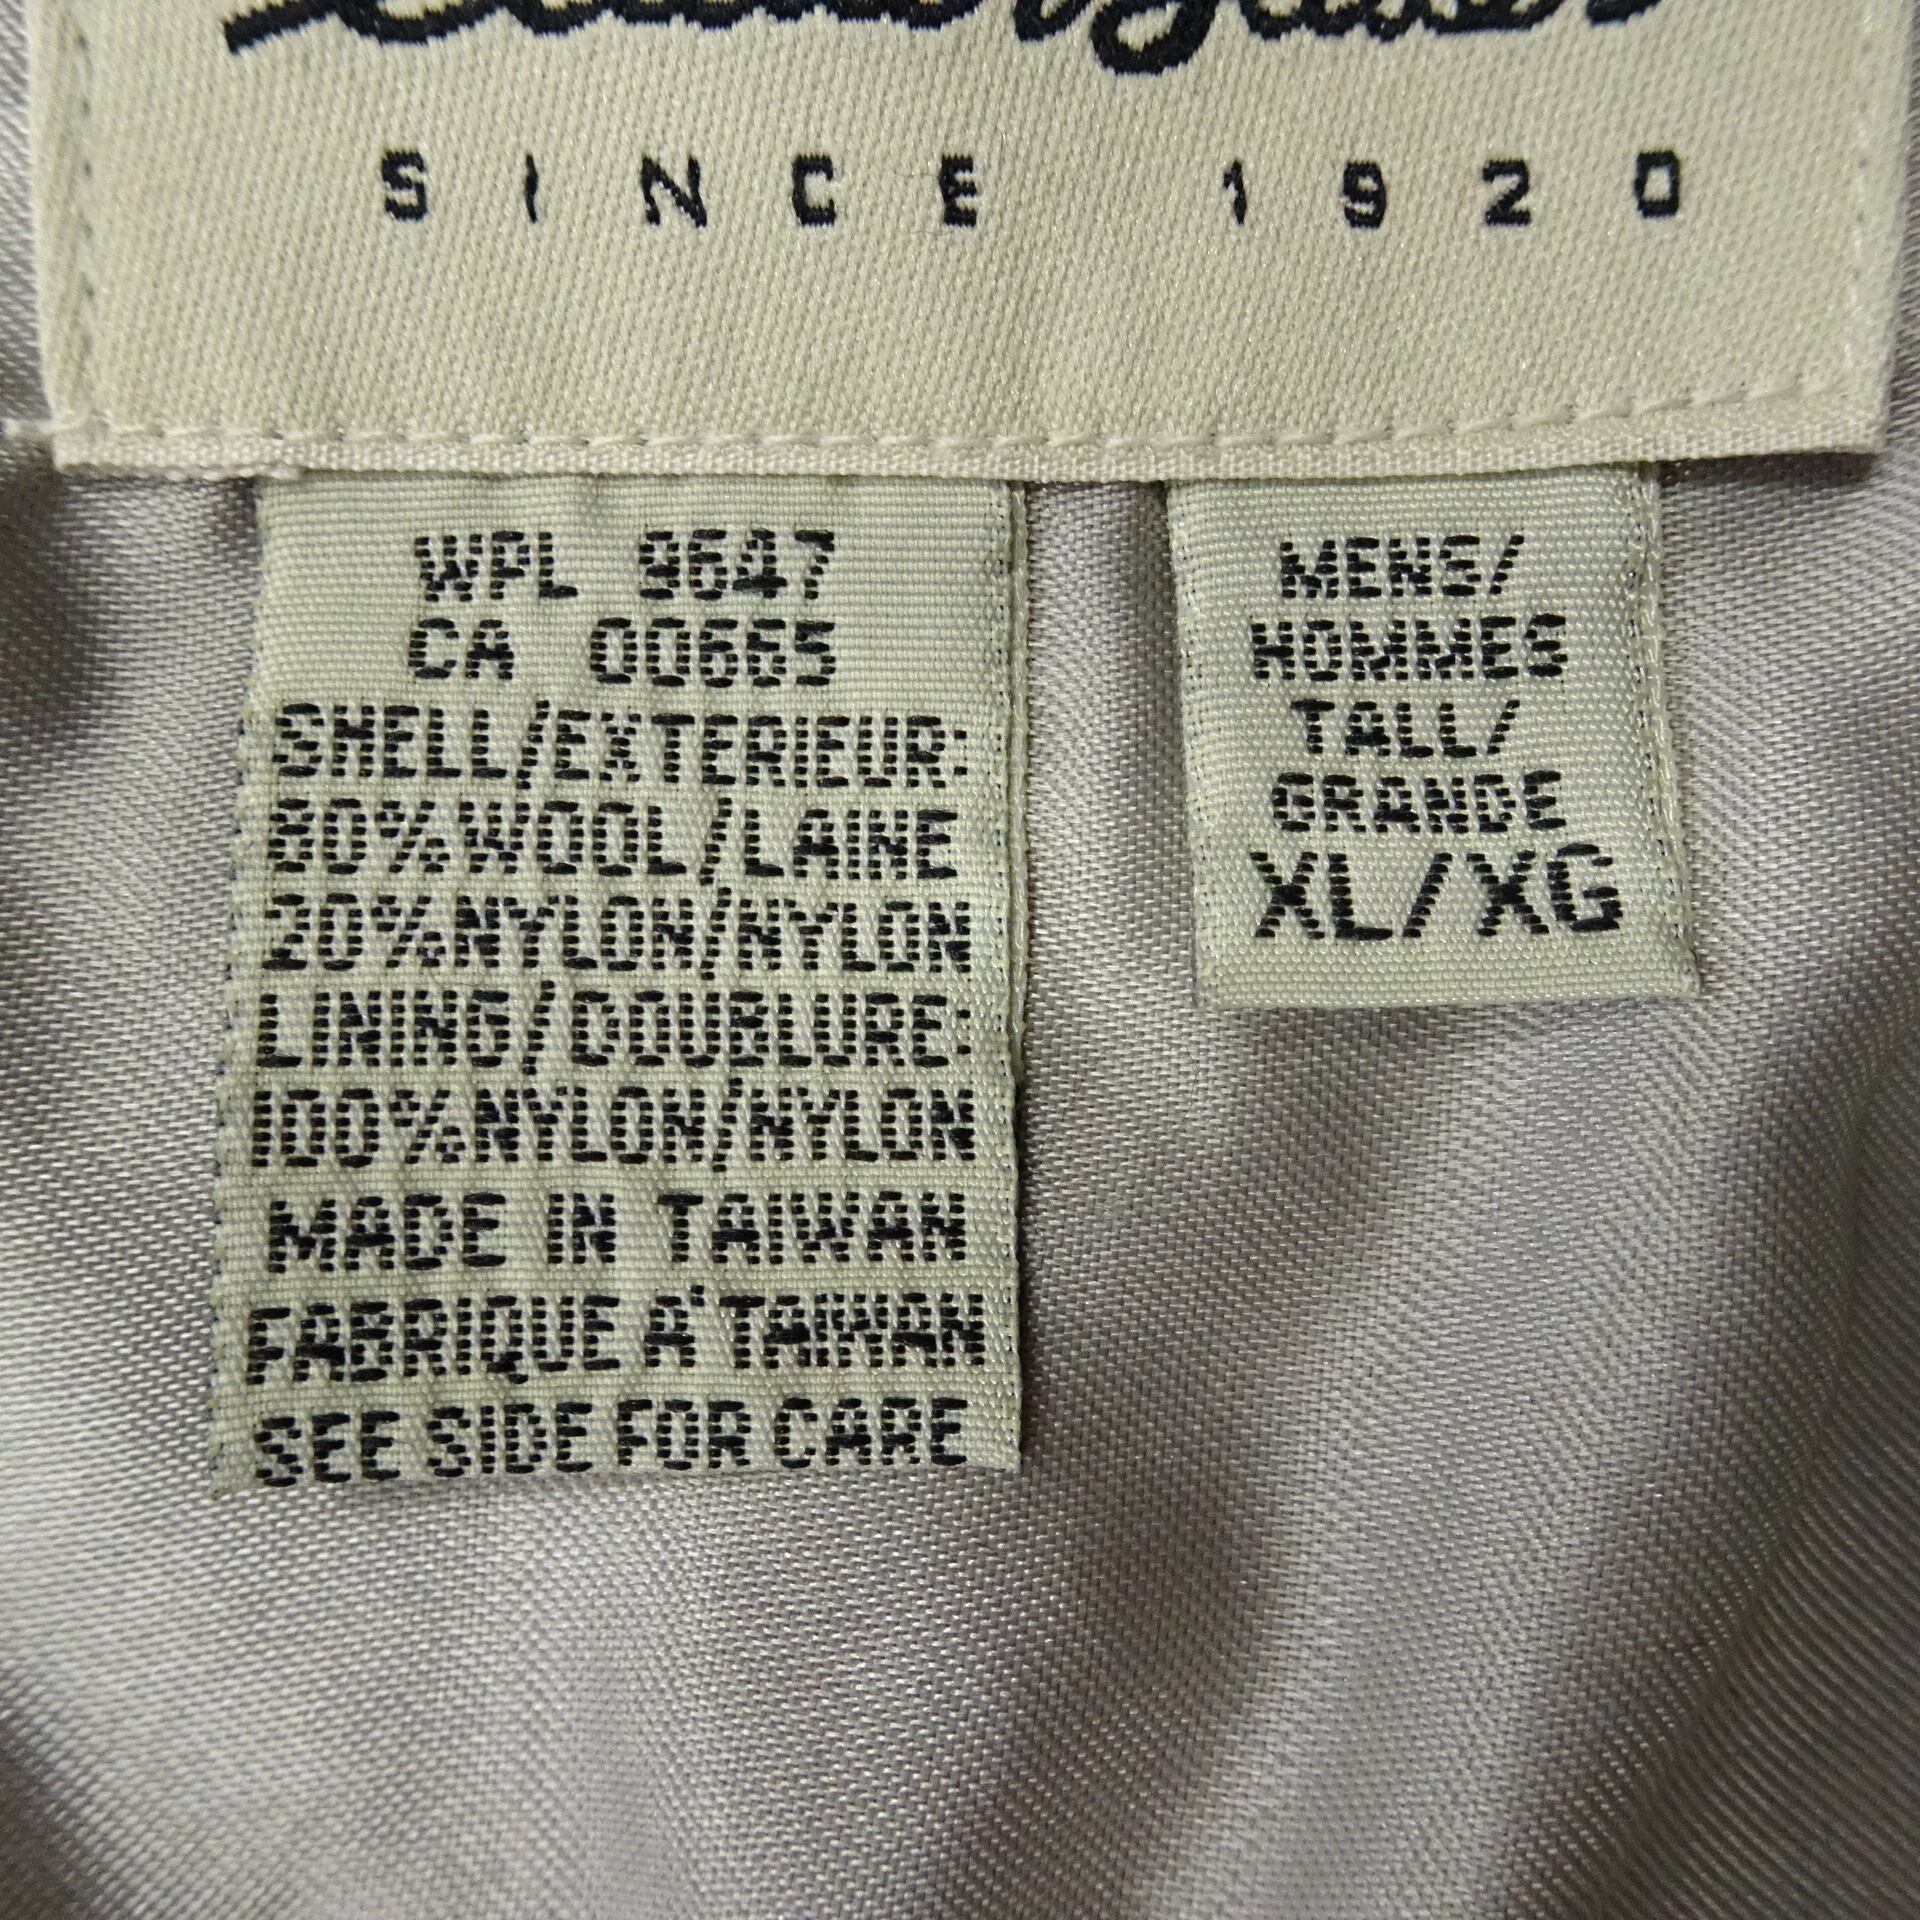 SINCE 1920
WPL 9647
CA 00665
SHELL/EXTERIEUR:
80%WOOL/LAINE
20%NYLON/NYLON
LINING/DOUBLURE:
100%NYLON/NYLON
MADE IN TAIWAN
FABRIQUE A' TAIWAN
SEE SIDE FOR CARE
MENS/
HOMMES
TALL/
GRANDE
XL/XG